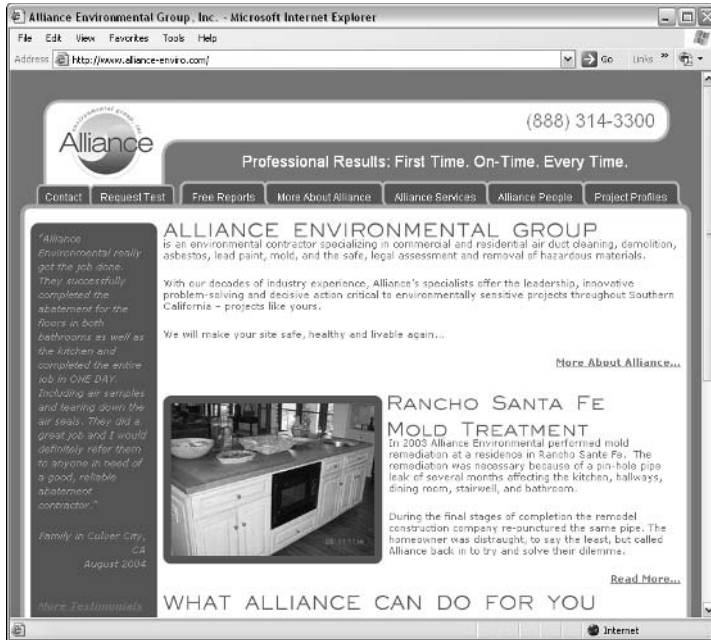 Alliance Environmental Group, Inc. - Microsoft Internet Explorer
File Edit View Favorites Tools Help
Address http://www.alliance-enviro.com/ Go Links »
environmental group, inc.
Alliance
(888) 314-3300
Professional Results: First Time. On-Time. Every Time.
Contact Request Test Free Reports More About Alliance Alliance Services Alliance People Project Profiles
"Alliance
Environmental really
got the job done.
They successfully
completed the
abatement for the
floors in both
bathrooms as well as
the kitchen and
completed the entire
job in ONE DAY.
Including air samples
and tearing down the
air seals. They did a
great job and I would
definitely refer them
to anyone in need of
a good, reliable
abatement
contractor."
Family in Culver City,
CA
August 2004
More Testimonials
ALLIANCE ENVIRONMENTAL GROUP
is an environmental contractor specializing in commercial and residential air duct cleaning, demolition,
asbestos, lead paint, mold, and the safe, legal assessment and removal of hazardous materials.
With our decades of industry experience, Alliance's specialists offer the leadership, innovative
problem-solving and decisive action critical to environmentally sensitive projects throughout Southern
California – projects like yours.
We will make your site safe, healthy and livable again...
More About Alliance...
RANCHO SANTA FE
MOLD TREATMENT
In 2003 Alliance Environmental performed mold
remediation at a residence in Rancho Santa Fe. The
remediation was necessary because of a pin-hole pipe
leak of several months affecting the kitchen, hallways,
dining room, stairwell, and bathroom.
During the final stages of completion the remodel
construction company re-punctured the same pipe. The
homeowner was distraught, to say the least, but called
Alliance back in to try and solve their dilemma.
Read More...
WHAT ALLIANCE CAN DO FOR YOU
Internet